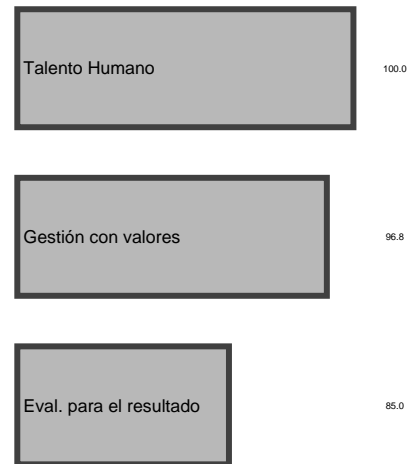 Talento Humano
100.0
Gestión con valores
96.8
Eval. para el resultado
85.0